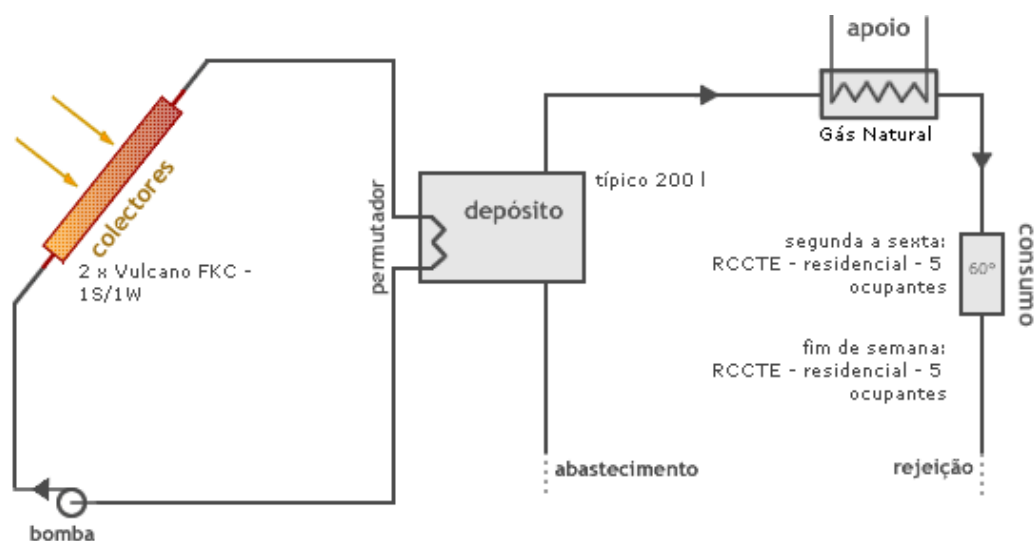 apoio
Gás Natural
colectores
2 x Vulcano FKC -
1S/1W
permutador
depósito
típico 200 l
segunda a sexta:
RCCTE - residencial - 5
ocupantes
60°
consumo
fim de semana:
RCCTE - residencial - 5
ocupantes
abastecimento
rejeição
bomba